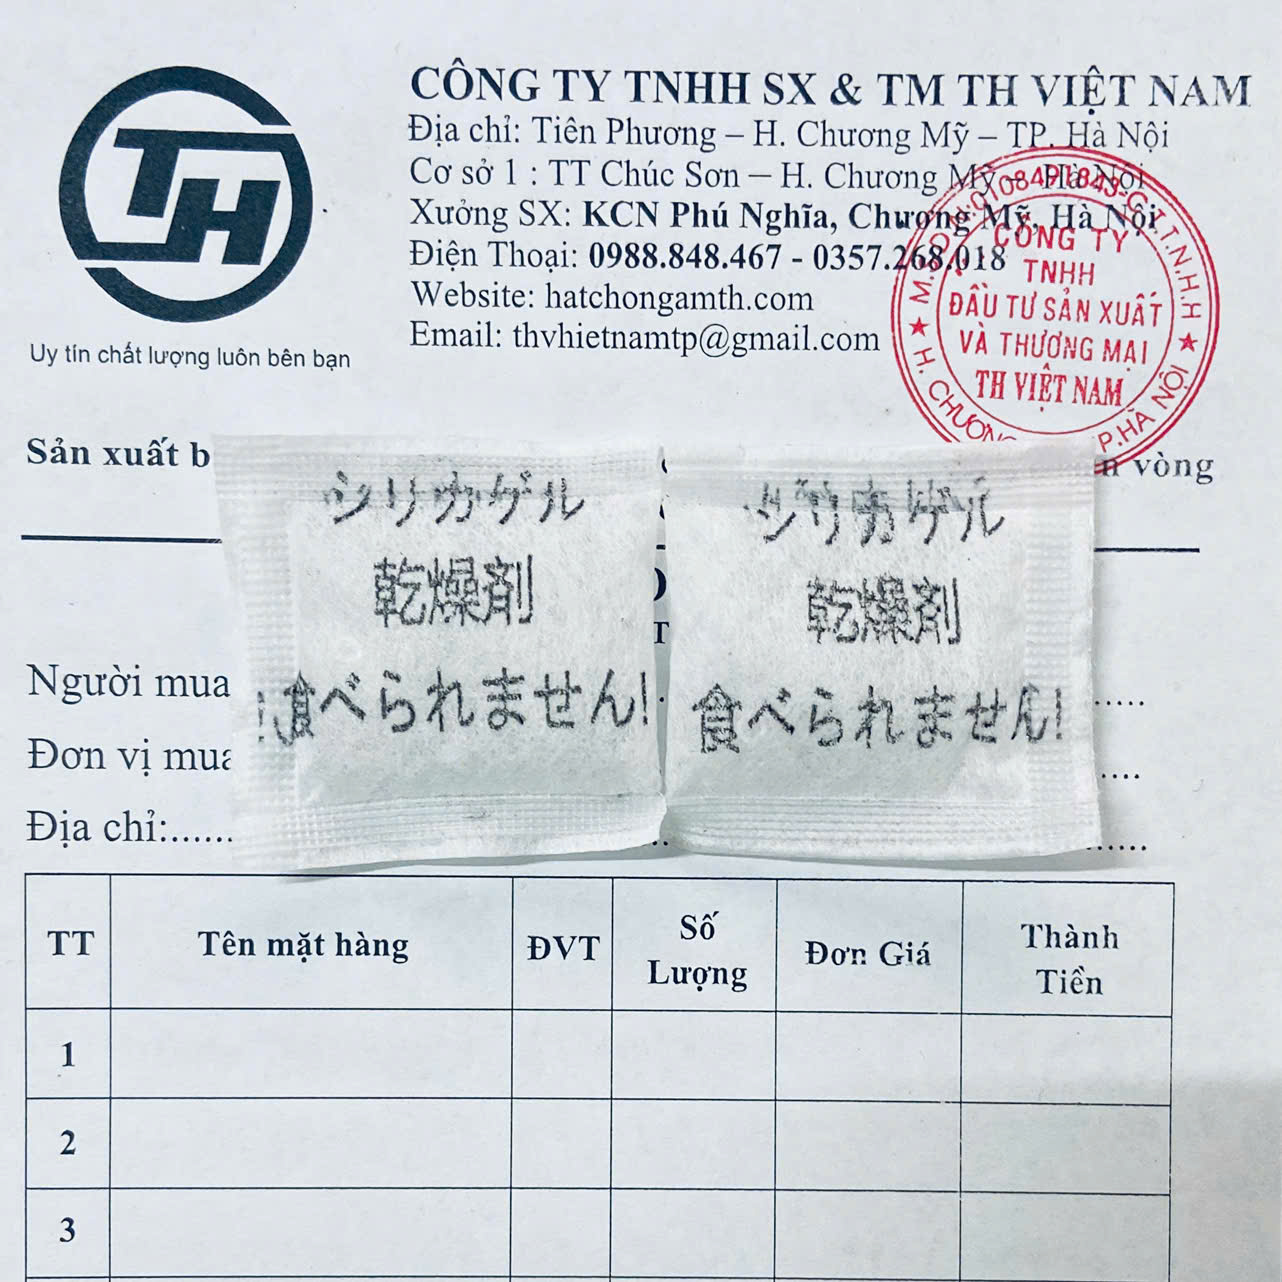 TH
Uy tín chất lượng luôn bên bạn
CÔNG TY TNHH SX & TM TH VIỆT NAM
Địa chỉ: Tiên Phương – H. Chương Mỹ – TP. Hà Nội
Cơ sở 1 : TT Chúc Sơn – H. Chương Mỹ – Hà Nội
Xưởng SX: KCN Phú Nghĩa, Chương Mỹ, Hà Nội
Điện Thoại: 0988.848.467 - 0357.268.018
Website: hatchongamth.com
Email: thvhietnamtp@gmail.com
CÔNG TY
TNHH
ĐẦU TƯ SẢN XUẤT
VÀ THƯƠNG MẠI
TH VIỆT NAM
C.T.T.N.H.H
P.HÀ NỘI
Sản xuất
vòng
シリカゲル
乾燥剤
!食べられません!
シリカゲル
乾燥剤
食べられません!
Người mua
Đơn vị mua
Địa chỉ:
TT
Tên mặt hàng
ĐVT
Số
Lượng
Đơn Giá
Thành
Tiền
1
2
3